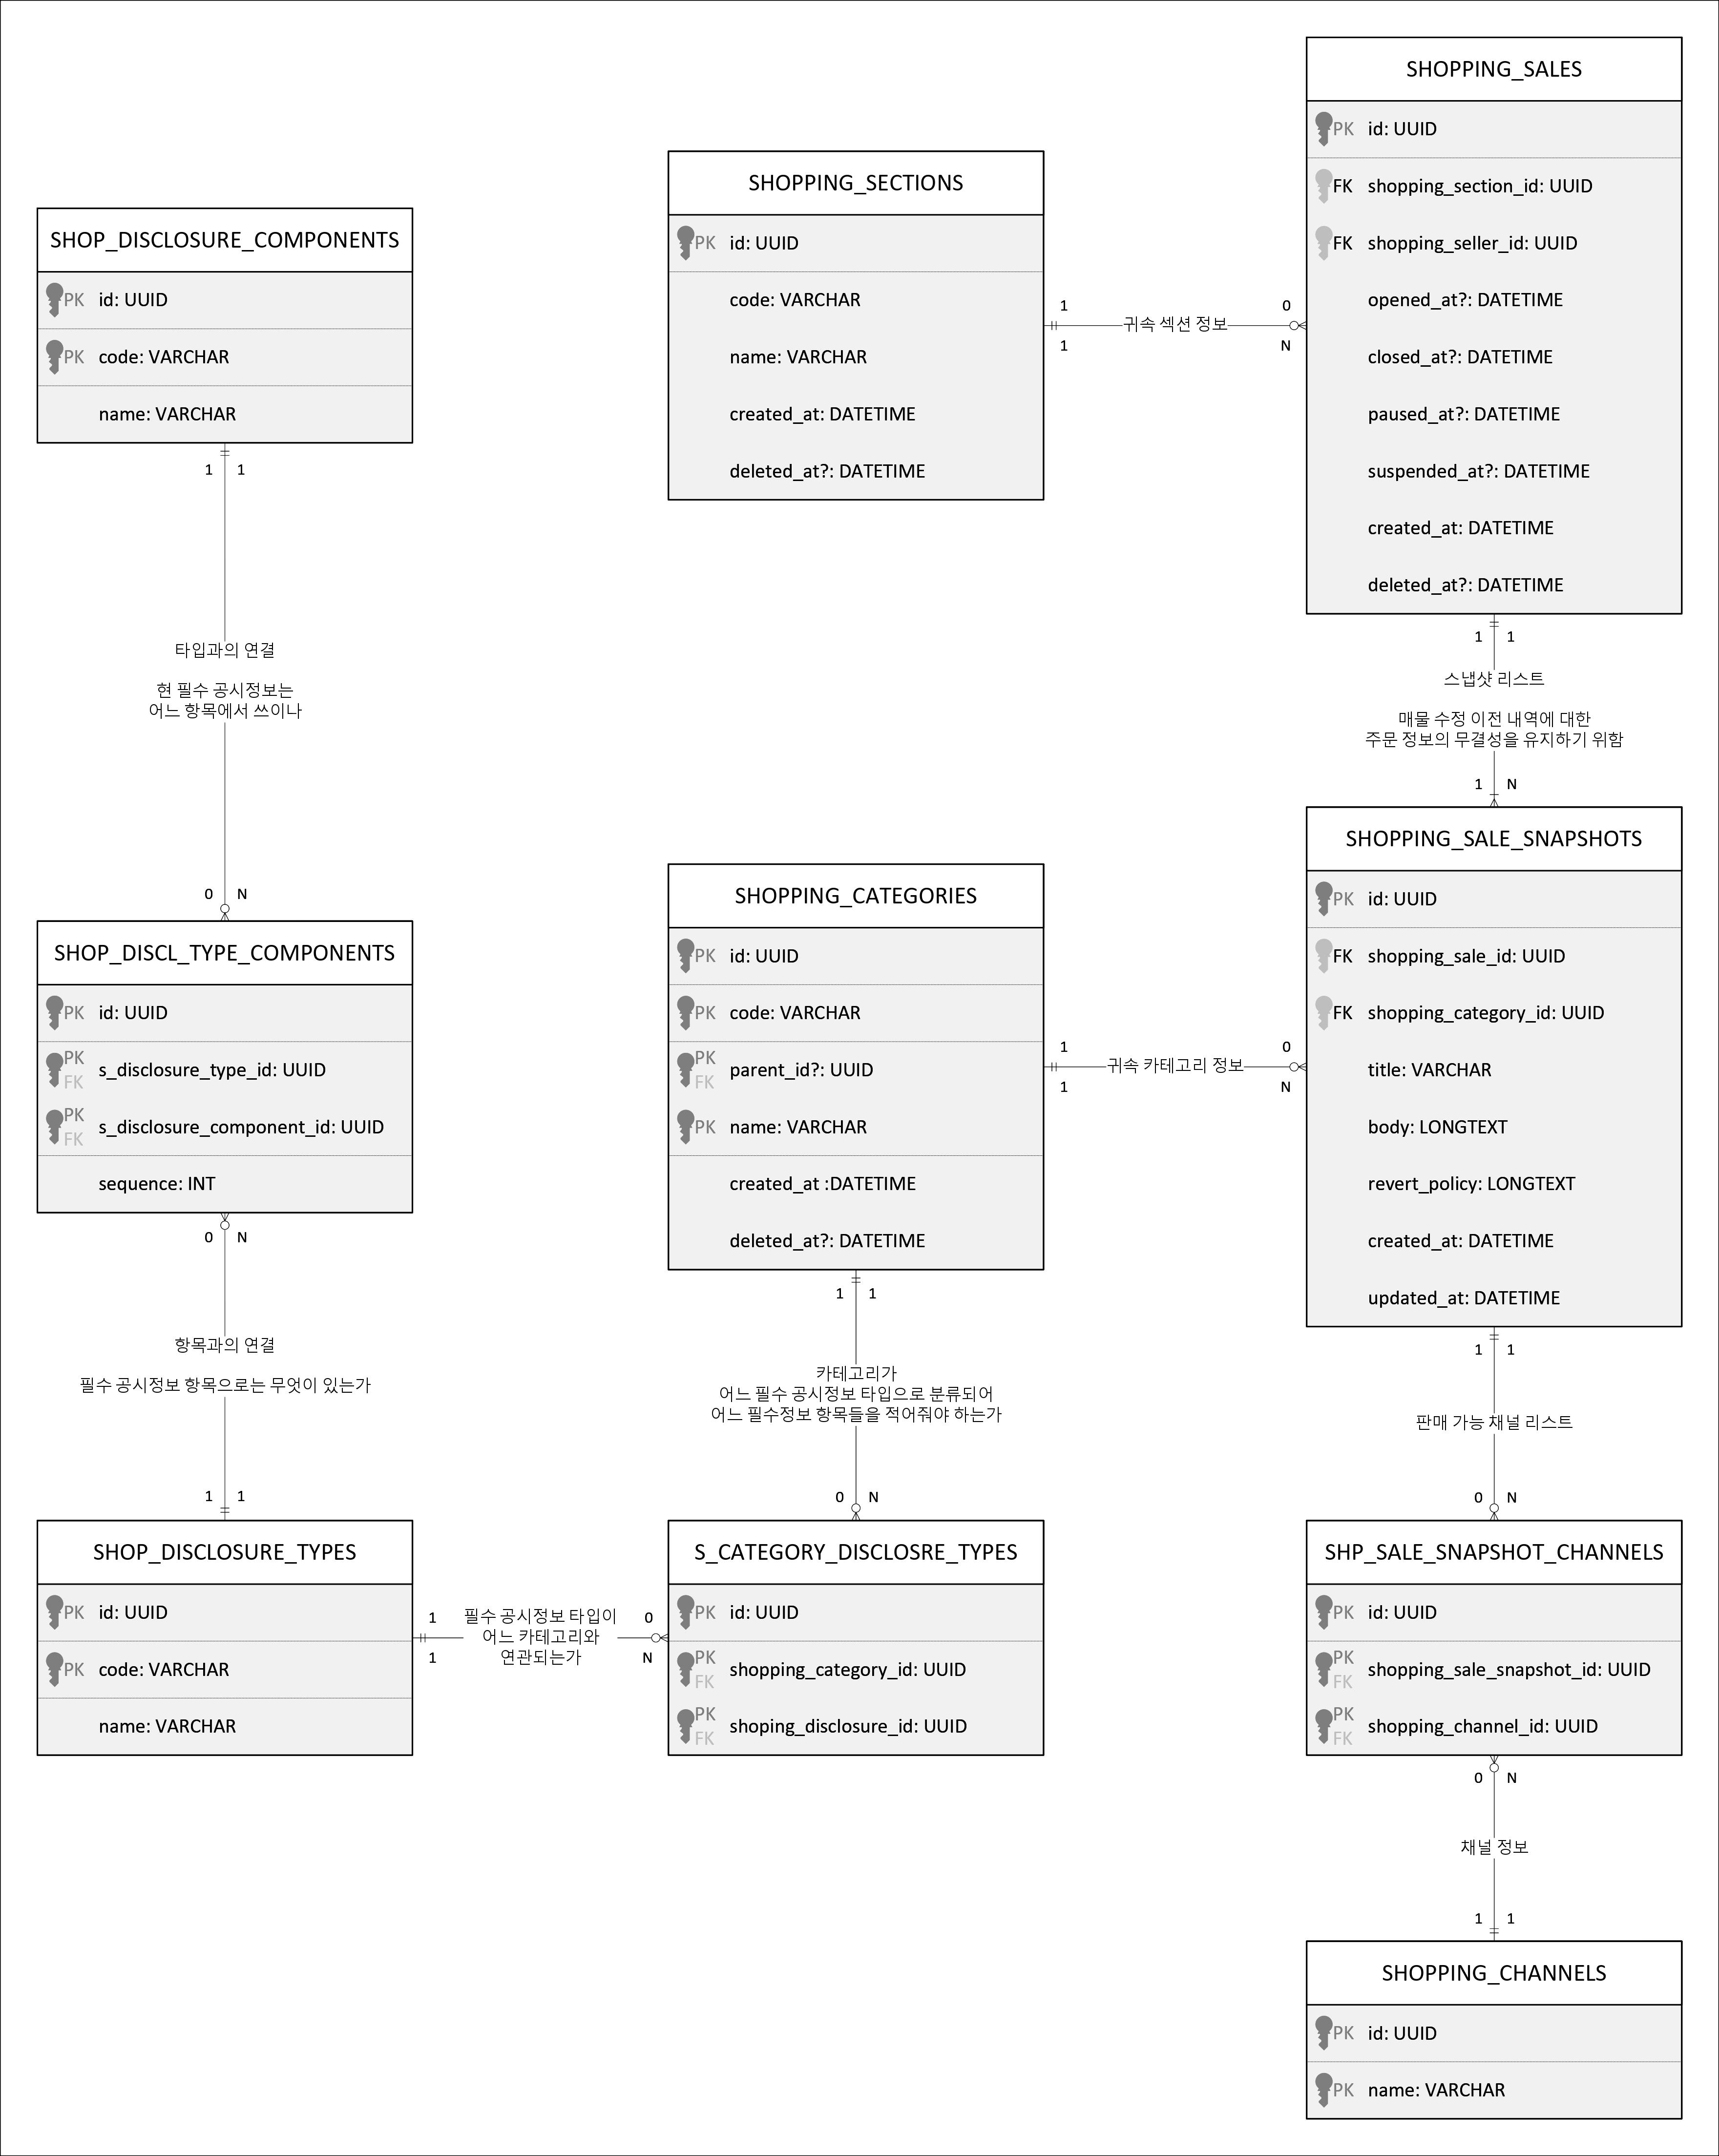 SHOP_DISCLOSURE_COMPONENTS
PK id: UUID
PK code: VARCHAR
name: VARCHAR
1 1
타입과의 연결
현 필수 공시정보는
어느 항목에서 쓰이나
0 N
SHOP_DISCL_TYPE_COMPONENTS
PK id: UUID
PK FK s_disclosure_type_id: UUID
PK FK s_disclosure_component_id: UUID
sequence: INT
0 N
항목과의 연결
필수 공시정보 항목으로는 무엇이 있는가
1 1
SHOP_DISCLOSURE_TYPES
PK id: UUID
PK code: VARCHAR
name: VARCHAR
1 0
필수 공시정보 타입이
어느 카테고리와
연관되는가
1 N
SHOPPING_SECTIONS
PK id: UUID
code: VARCHAR
name: VARCHAR
created_at: DATETIME
deleted_at?: DATETIME
1 0
귀속 섹션 정보
1 N
SHOPPING_CATEGORIES
PK id: UUID
PK code: VARCHAR
PK FK parent_id?: UUID
PK name: VARCHAR
created_at :DATETIME
deleted_at?: DATETIME
1 0
귀속 카테고리 정보
1 N
1 1
카테고리가
어느 필수 공시정보 타입으로 분류되어
어느 필수정보 항목들을 적어줘야 하는가
0 N
S_CATEGORY_DISCLOSRE_TYPES
PK id: UUID
PK FK shopping_category_id: UUID
PK FK shoping_disclosure_id: UUID
SHOPPING_SALES
PK id: UUID
FK shopping_section_id: UUID
FK shopping_seller_id: UUID
opened_at?: DATETIME
closed_at?: DATETIME
paused_at?: DATETIME
suspended_at?: DATETIME
created_at: DATETIME
deleted_at?: DATETIME
1 1
스냅샷 리스트
매물 수정 이전 내역에 대한
주문 정보의 무결성을 유지하기 위함
1 N
SHOPPING_SALE_SNAPSHOTS
PK id: UUID
FK shopping_sale_id: UUID
FK shopping_category_id: UUID
title: VARCHAR
body: LONGTEXT
revert_policy: LONGTEXT
created_at: DATETIME
updated_at: DATETIME
1 1
판매 가능 채널 리스트
0 N
SHP_SALE_SNAPSHOT_CHANNELS
PK id: UUID
PK FK shopping_sale_snapshot_id: UUID
PK FK shopping_channel_id: UUID
0 N
채널 정보
1 1
SHOPPING_CHANNELS
PK id: UUID
PK name: VARCHAR